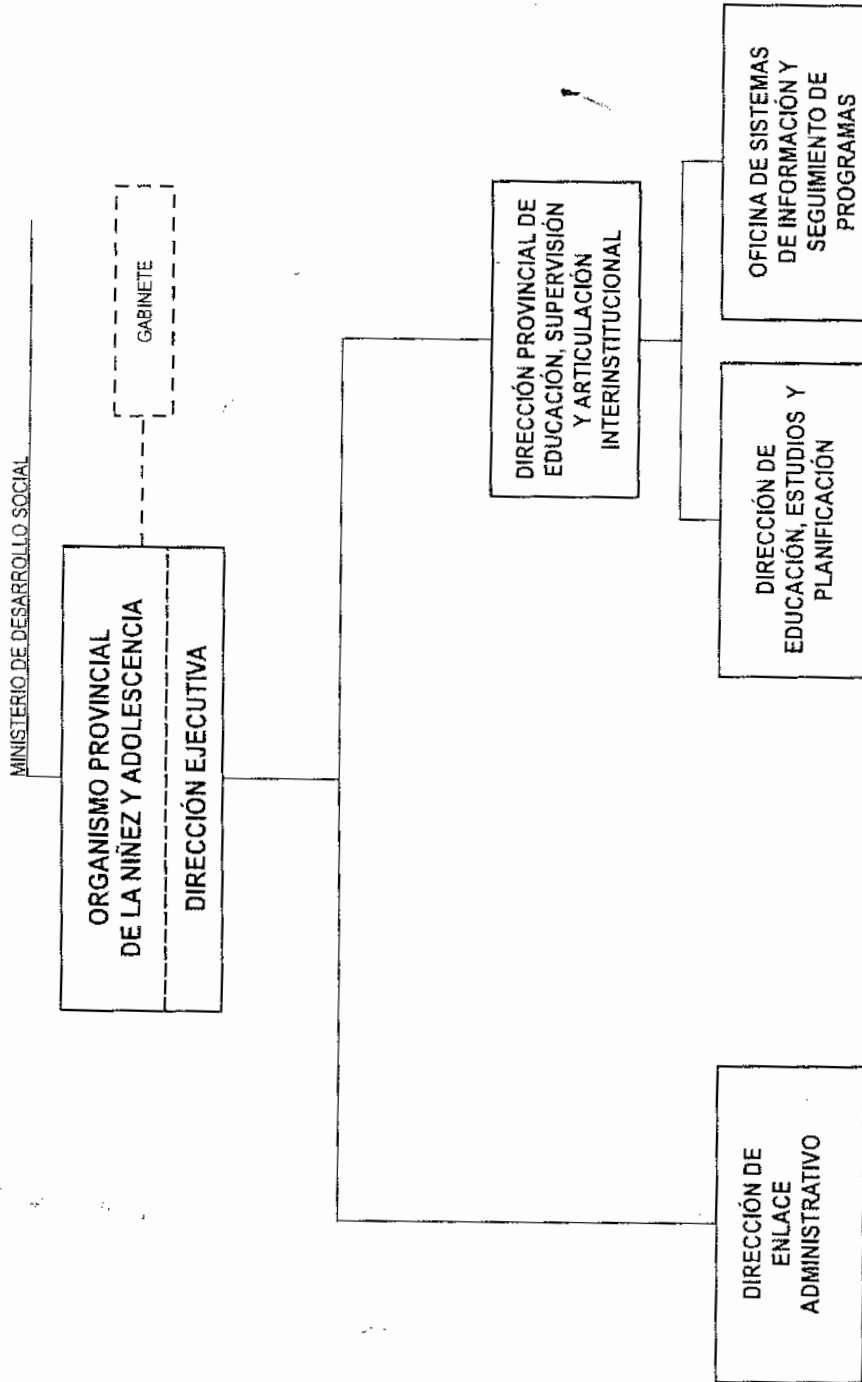 MINISTERIO DE DESARROLLO SOCIAL
ORGANISMO PROVINCIAL
DE LA NIÑEZ Y ADOLESCENCIA
DIRECCIÓN EJECUTIVA
GABINETE
DIRECCIÓN PROVINCIAL DE
EDUCACIÓN, SUPERVISIÓN
Y ARTICULACIÓN
INTERINSTITUCIONAL
DIRECCIÓN DE
ENLACE
ADMINISTRATIVO
DIRECCIÓN DE
EDUCACIÓN, ESTUDIOS Y
PLANIFICACIÓN
OFICINA DE SISTEMAS
DE INFORMACIÓN Y
SEGUIMIENTO DE
PROGRAMAS